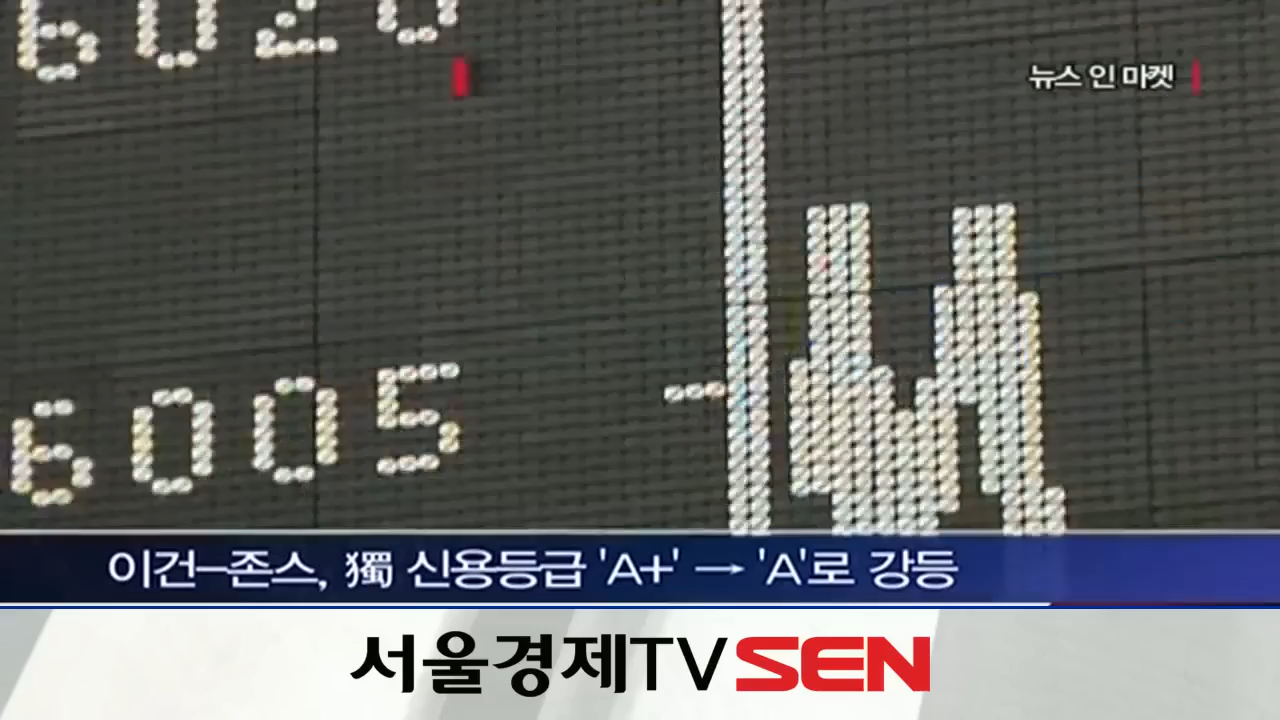 뉴스 인 마켓
6005
이건-존스, 獨 신용등급 'A+' → 'A'로 강등
서울경제TV SEN